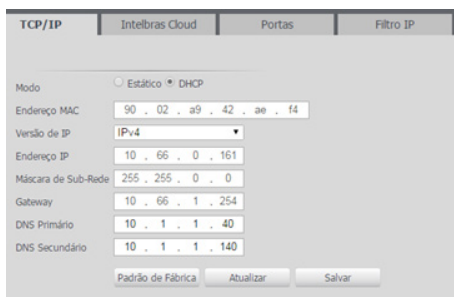 TCP/IP Intelbras Cloud Portas Filtro IP
Modo Estático DHCP
Endereço MAC 90 . 02 . a9 . 42 . ae . f4
Versão de IP IPv4
Endereço IP 10 . 66 . 0 . 161
Máscara de Sub-Rede 255 . 255 . 0 . 0
Gateway 10 . 66 . 1 . 254
DNS Primário 10 . 1 . 1 . 40
DNS Secundário 10 . 1 . 1 . 140
Padrão de Fábrica Atualizar Salvar